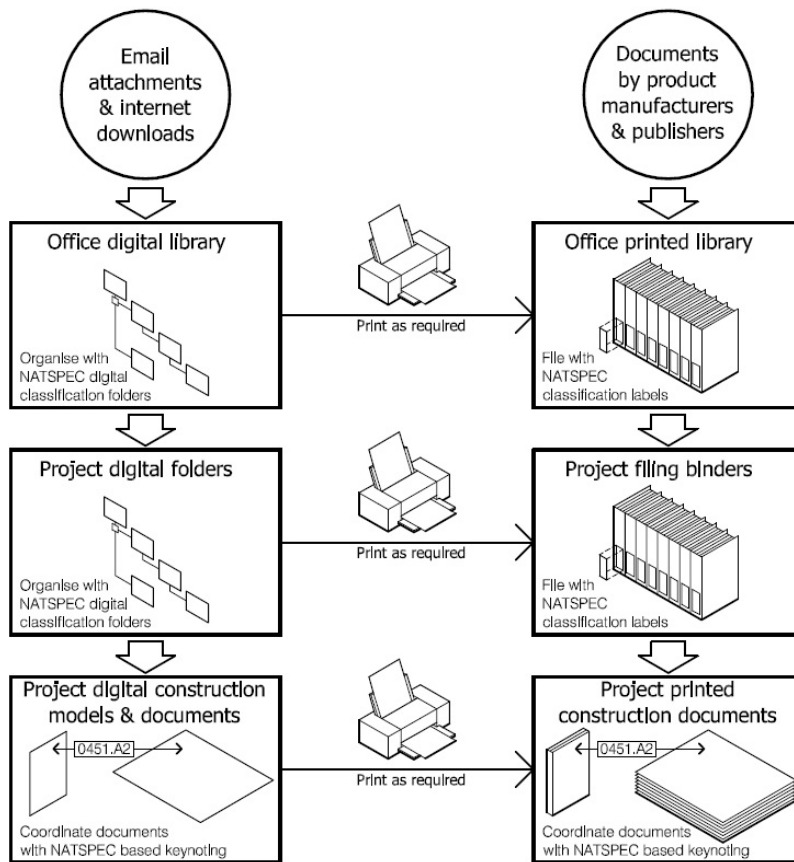 Email
attachments
& internet
downloads
Documents
by product
manufacturers
& publishers
Office digital library
Organise with
NATSPEC digital
classification folders
Print as required
Office printed library
File with
NATSPEC
classification labels
Project digital folders
Organise with
NATSPEC digital
classification folders
Print as required
Project filing binders
File with
NATSPEC
classification labels
Project digital construction
models & documents
0451.A2
Coordinate documents
with NATSPEC based keynoting
Print as required
Project printed
construction documents
0451.A2
Coordinate documents
with NATSPEC based keynoting